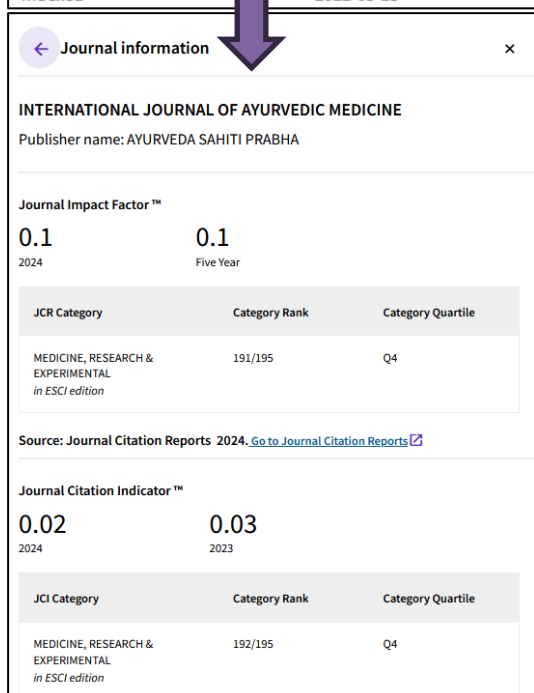 Journal information
×
INTERNATIONAL JOURNAL OF AYURVEDIC MEDICINE
Publisher name: AYURVEDA SAHITI PRABHA
Journal Impact Factor ™
0.1 0.1
2024 Five Year
JCR Category Category Rank Category Quartile
MEDICINE, RESEARCH & 191/195 Q4
EXPERIMENTAL
in ESCI edition
Source: Journal Citation Reports 2024. Go to Journal Citation Reports
Journal Citation Indicator ™
0.02 0.03
2024 2023
JCI Category Category Rank Category Quartile
MEDICINE, RESEARCH & 192/195 Q4
EXPERIMENTAL
in ESCI edition